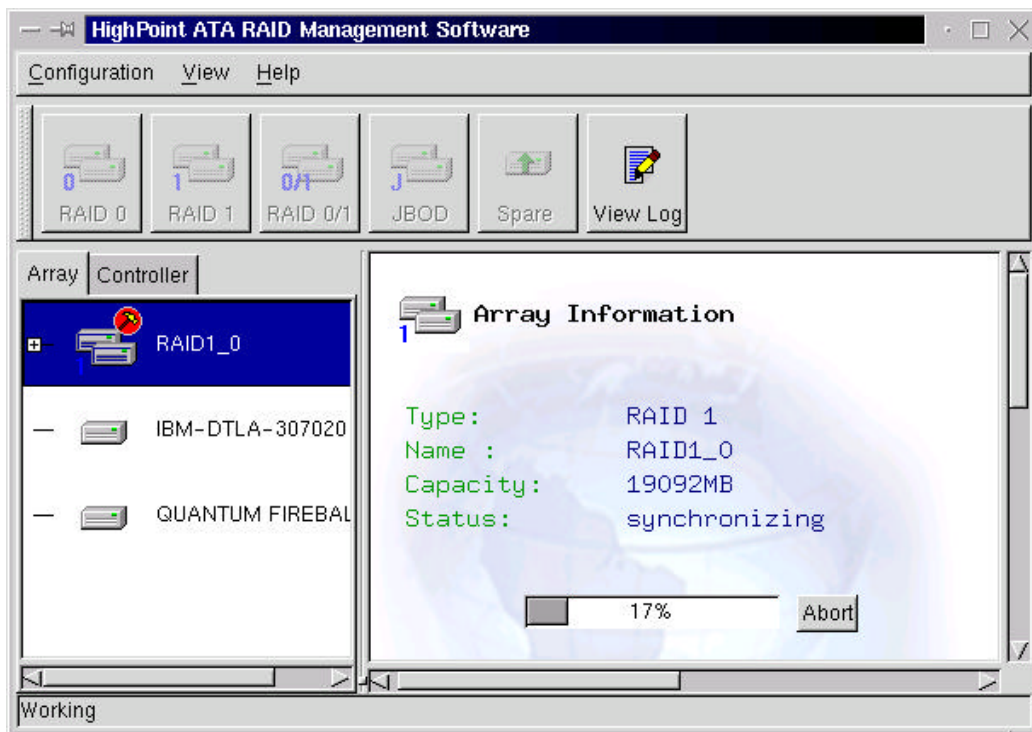 HighPoint ATA RAID Management Software
Configuration View Help
0 1 0/1 J
RAID 0 RAID 1 RAID 0/1 JBOD Spare View Log
Array Controller
1 RAID1_0
IBM-DTLA-307020
QUANTUM FIREBAL
1 Array Information
Type: RAID 1
Name : RAID1_0
Capacity: 19092MB
Status: synchronizing
17% Abort
Working